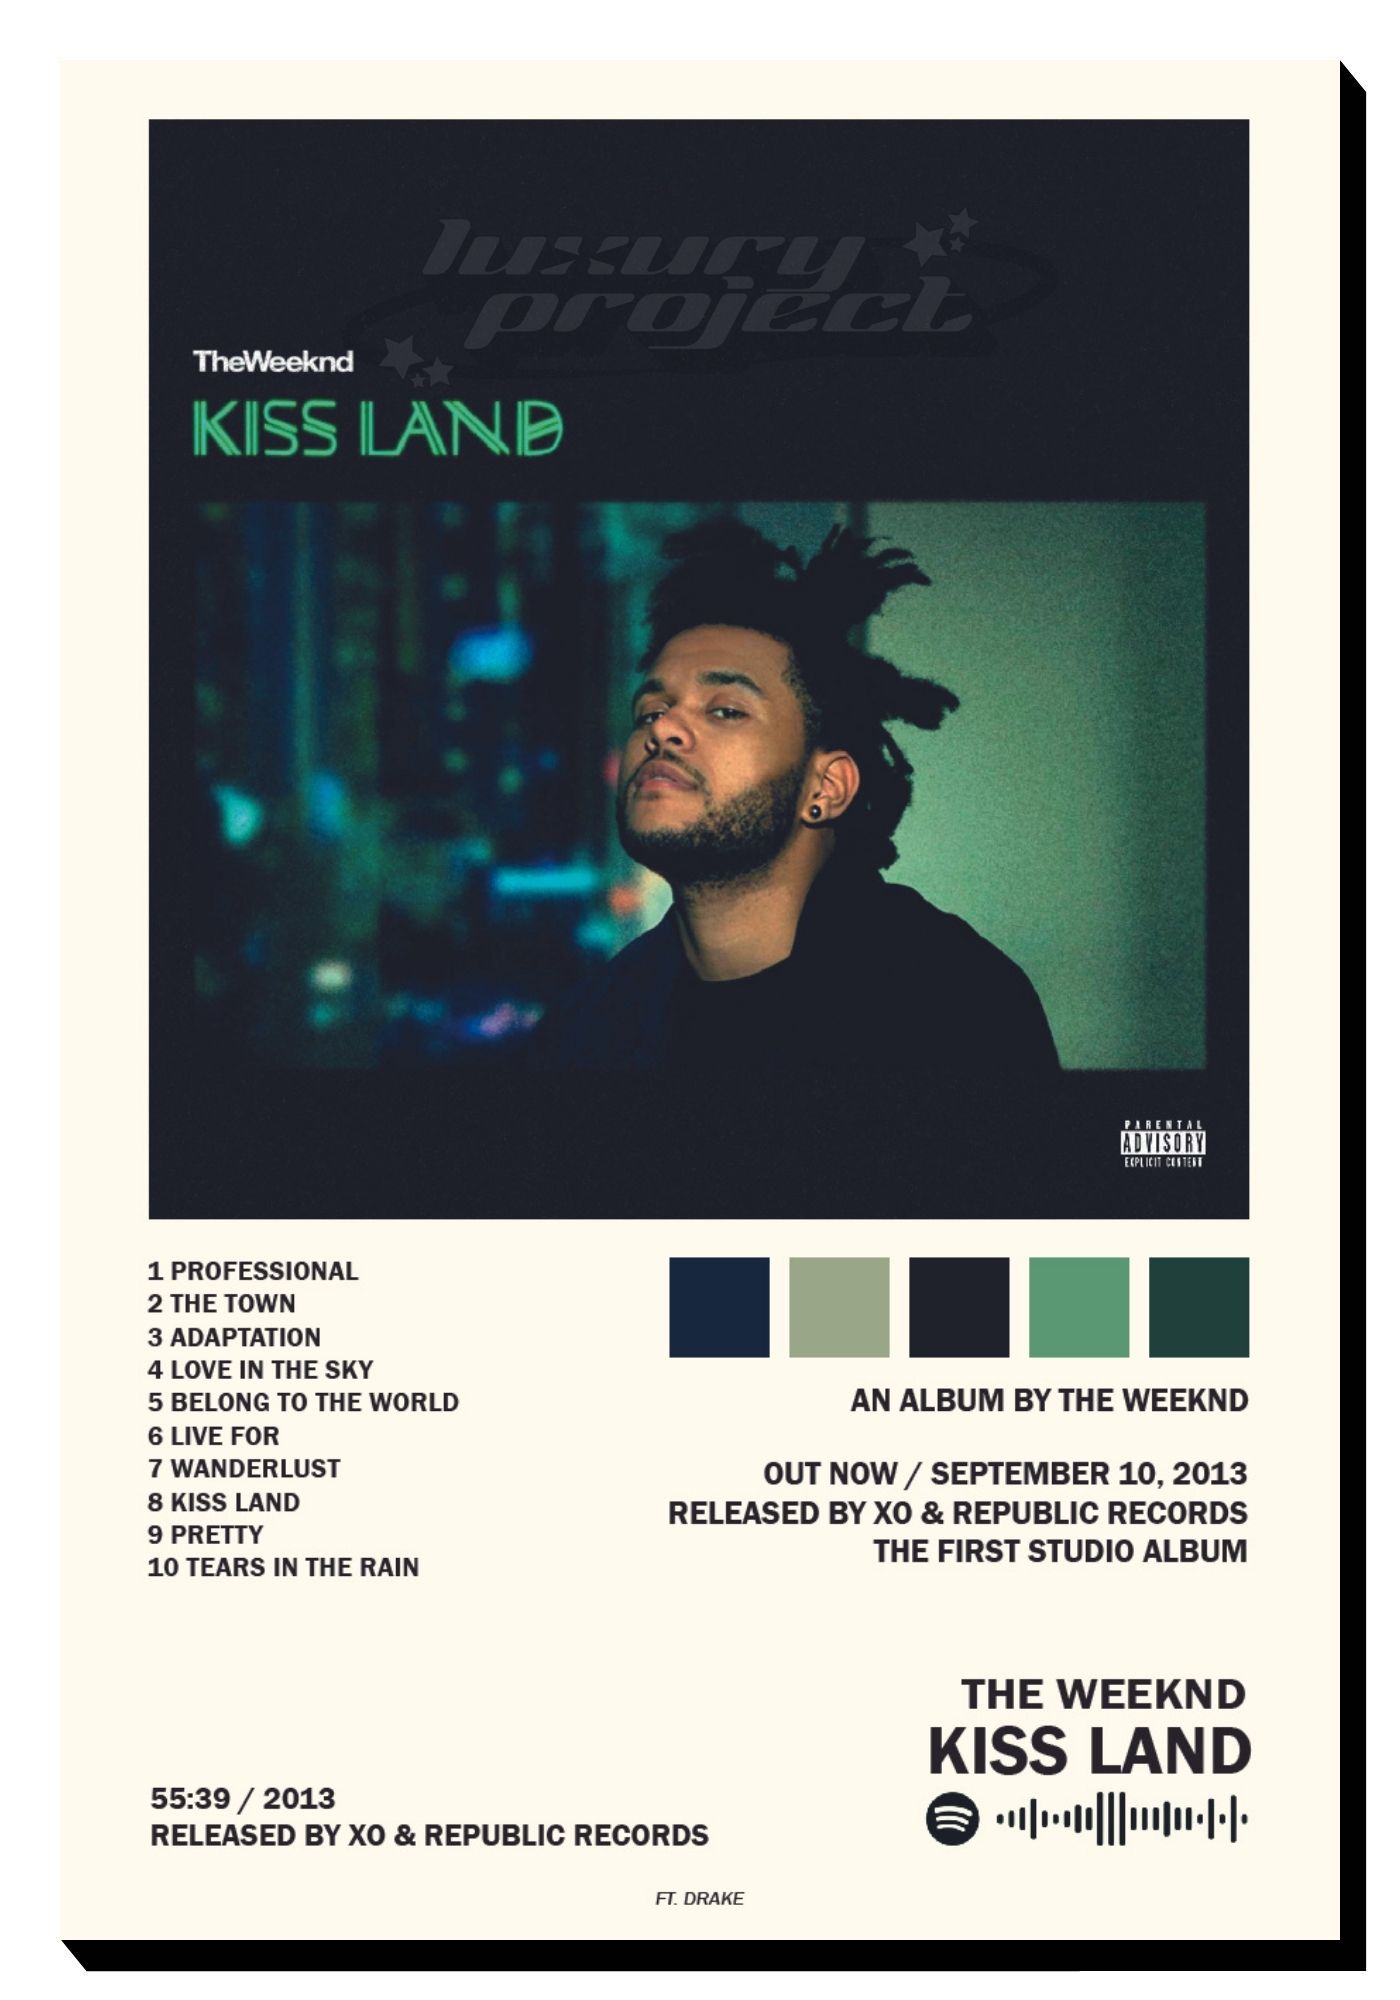 luxury
project
TheWeeknd
KISS LAND
PARENTAL
ADVISORY
EXPLICIT CONTENT
1 PROFESSIONAL
2 THE TOWN
3 ADAPTATION
4 LOVE IN THE SKY
5 BELONG TO THE WORLD
6 LIVE FOR
7 WANDERLUST
8 KISS LAND
9 PRETTY
10 TEARS IN THE RAIN
AN ALBUM BY THE WEEKND
OUT NOW / SEPTEMBER 10, 2013
RELEASED BY XO & REPUBLIC RECORDS
THE FIRST STUDIO ALBUM
THE WEEKND
KISS LAND
55:39 / 2013
RELEASED BY XO & REPUBLIC RECORDS
FT. DRAKE